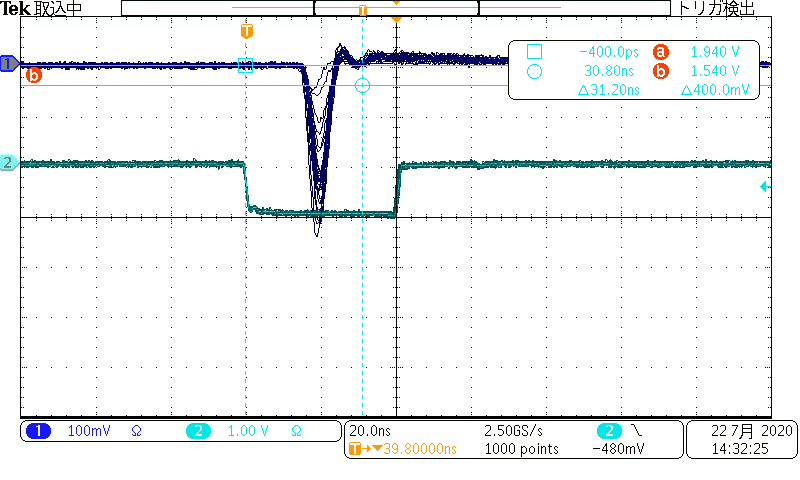 Tek 取込中 トリガ検出
T
T
1
b
−400.0ps a 1.940 V
30.80ns b 1.540 V
△31.20ns △400.0mV
2
1 100mV Ω 2 1.00 V Ω
20.0ns 2.50GS/s 2
T→▼39.80000ns 1000 points −480mV
22 7月 2020
14:32:25